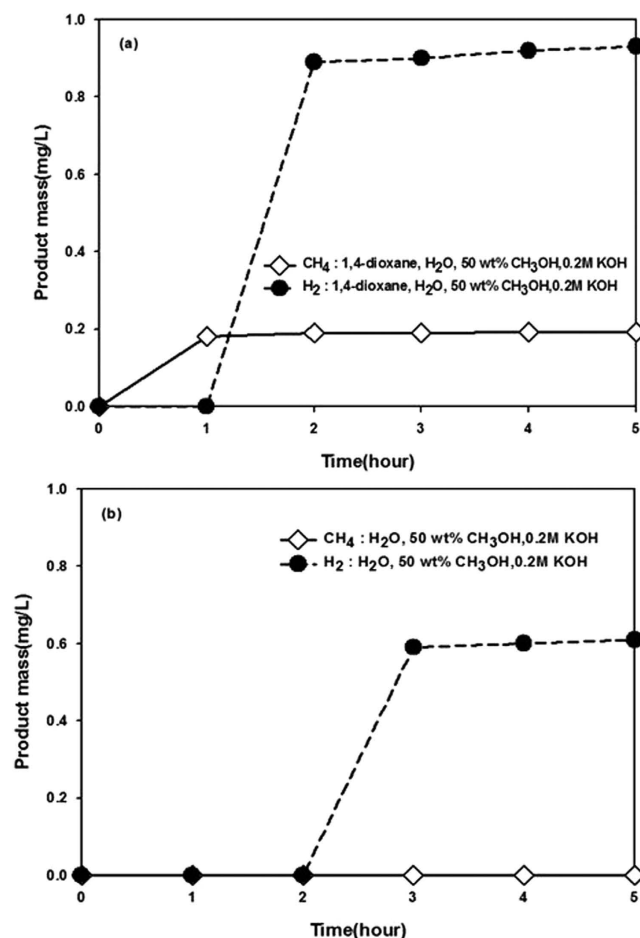 (a)
1.0
0.8
0.6
0.4
0.2
0.0
Product mass(mg/L)
CH4 : 1,4-dioxane, H2O, 50 wt% CH3OH,0.2M KOH
H2 : 1,4-dioxane, H2O, 50 wt% CH3OH,0.2M KOH
0 1 2 3 4 5
Time(hour)
(b)
1.0
0.8
0.6
0.4
0.2
0.0
Product mass(mg/L)
CH4 : H2O, 50 wt% CH3OH,0.2M KOH
H2 : H2O, 50 wt% CH3OH,0.2M KOH
0 1 2 3 4 5
Time(hour)